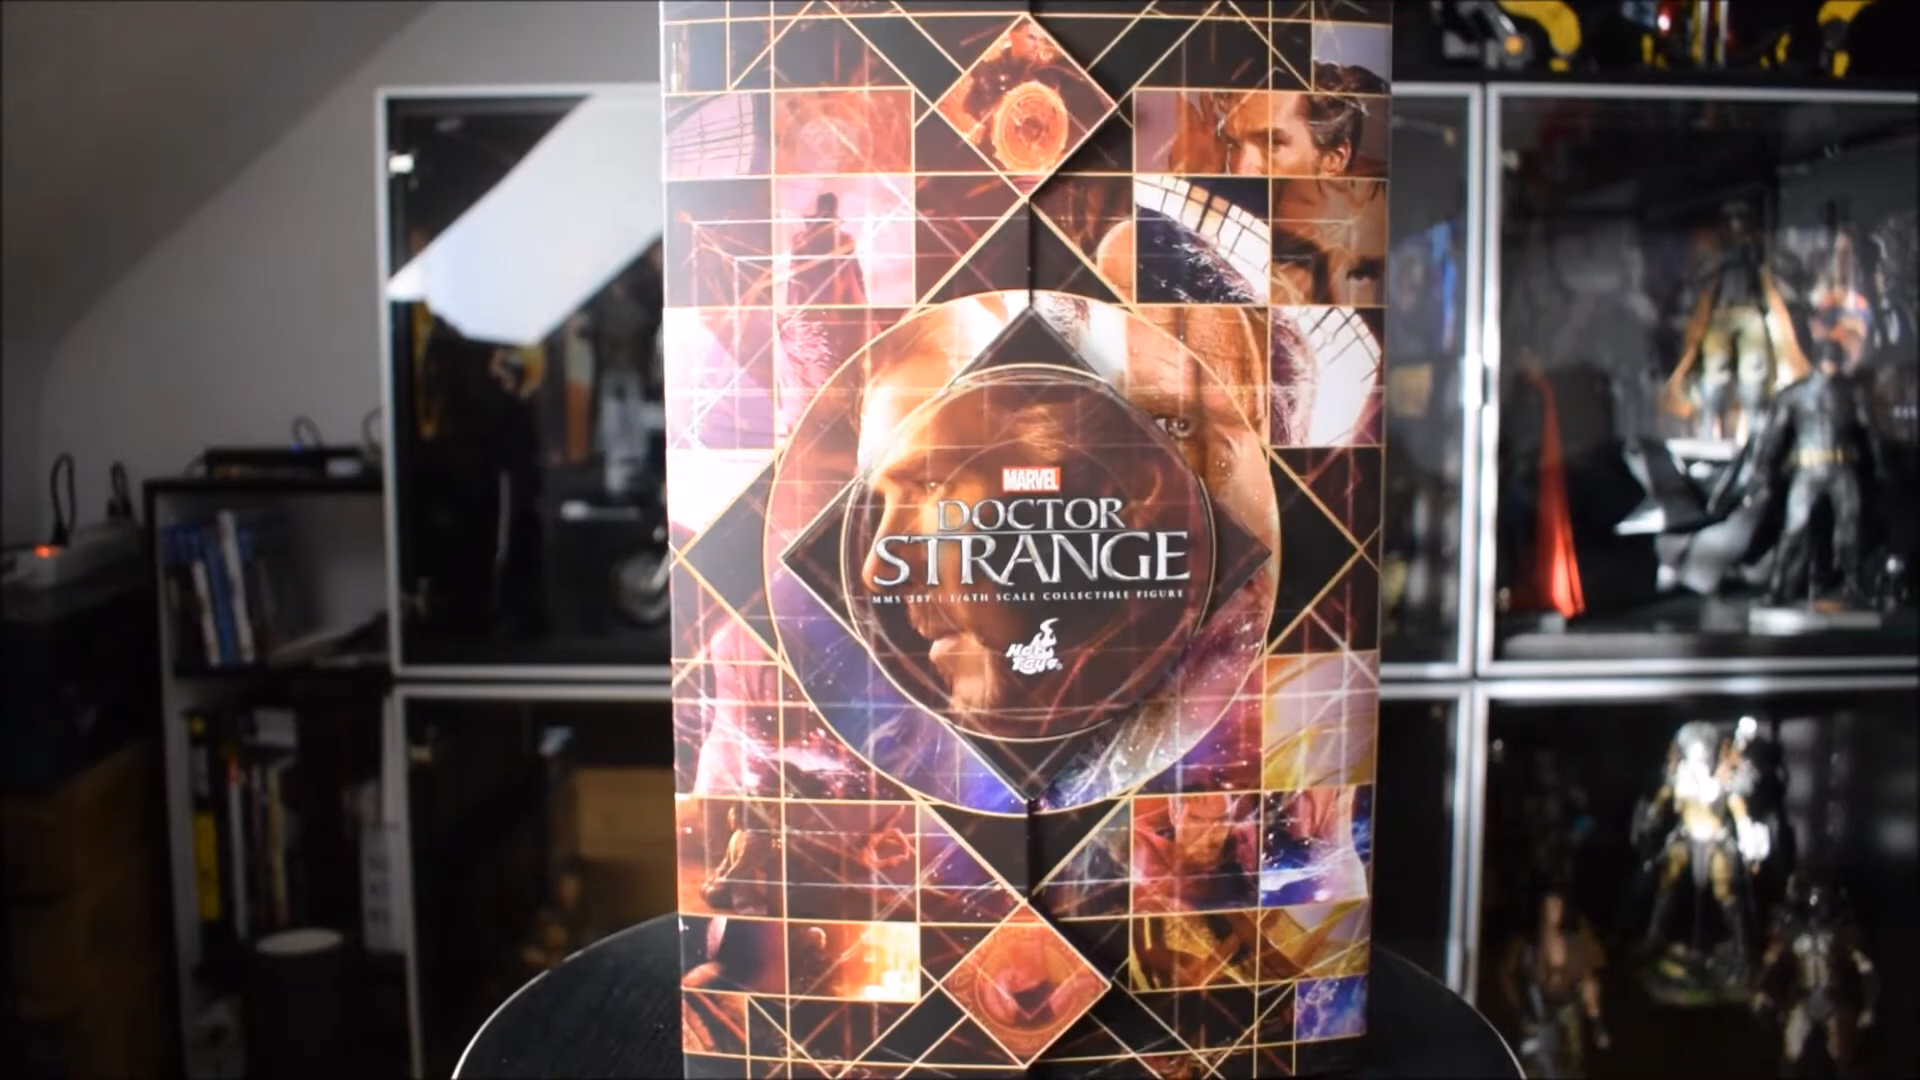 MARVEL
DOCTOR
STRANGE
MMS 387 | 1/6TH SCALE COLLECTIBLE FIGURE
Hot
Toys